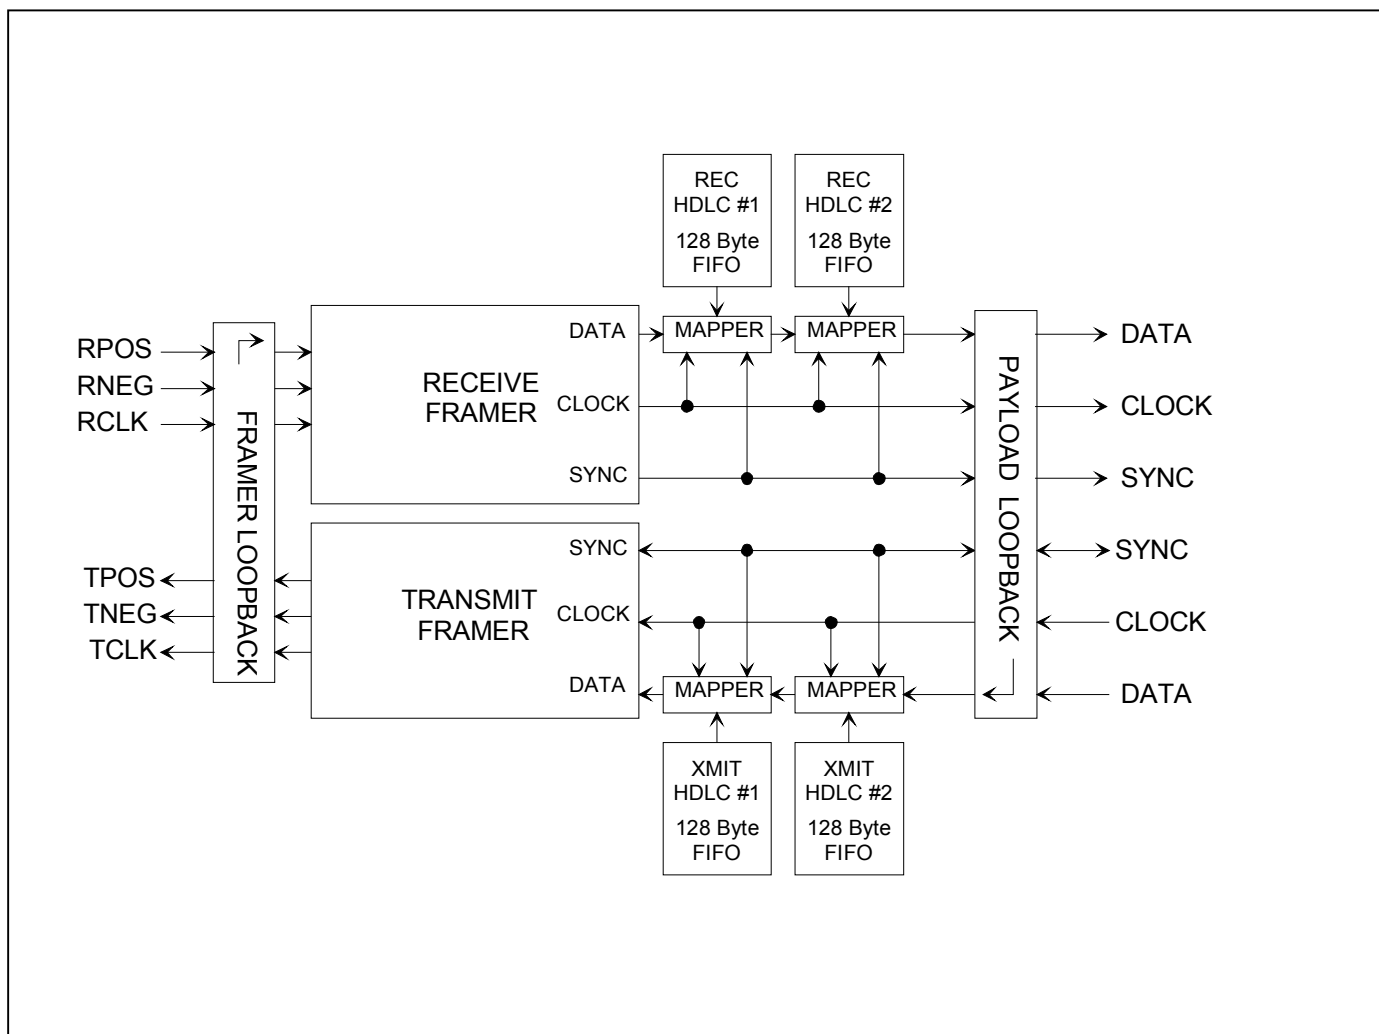 REC
HDLC #1
128 Byte
FIFO
REC
HDLC #2
128 Byte
FIFO
RPOS
RNEG
RCLK
FRAMER LOOPBACK
RECEIVE
FRAMER
DATA
CLOCK
SYNC
MAPPER
MAPPER
PAYLOAD LOOPBACK
DATA
CLOCK
SYNC
SYNC
CLOCK
DATA
TPOS
TNEG
TCLK
TRANSMIT
FRAMER
SYNC
CLOCK
DATA
MAPPER
MAPPER
XMIT
HDLC #1
128 Byte
FIFO
XMIT
HDLC #2
128 Byte
FIFO